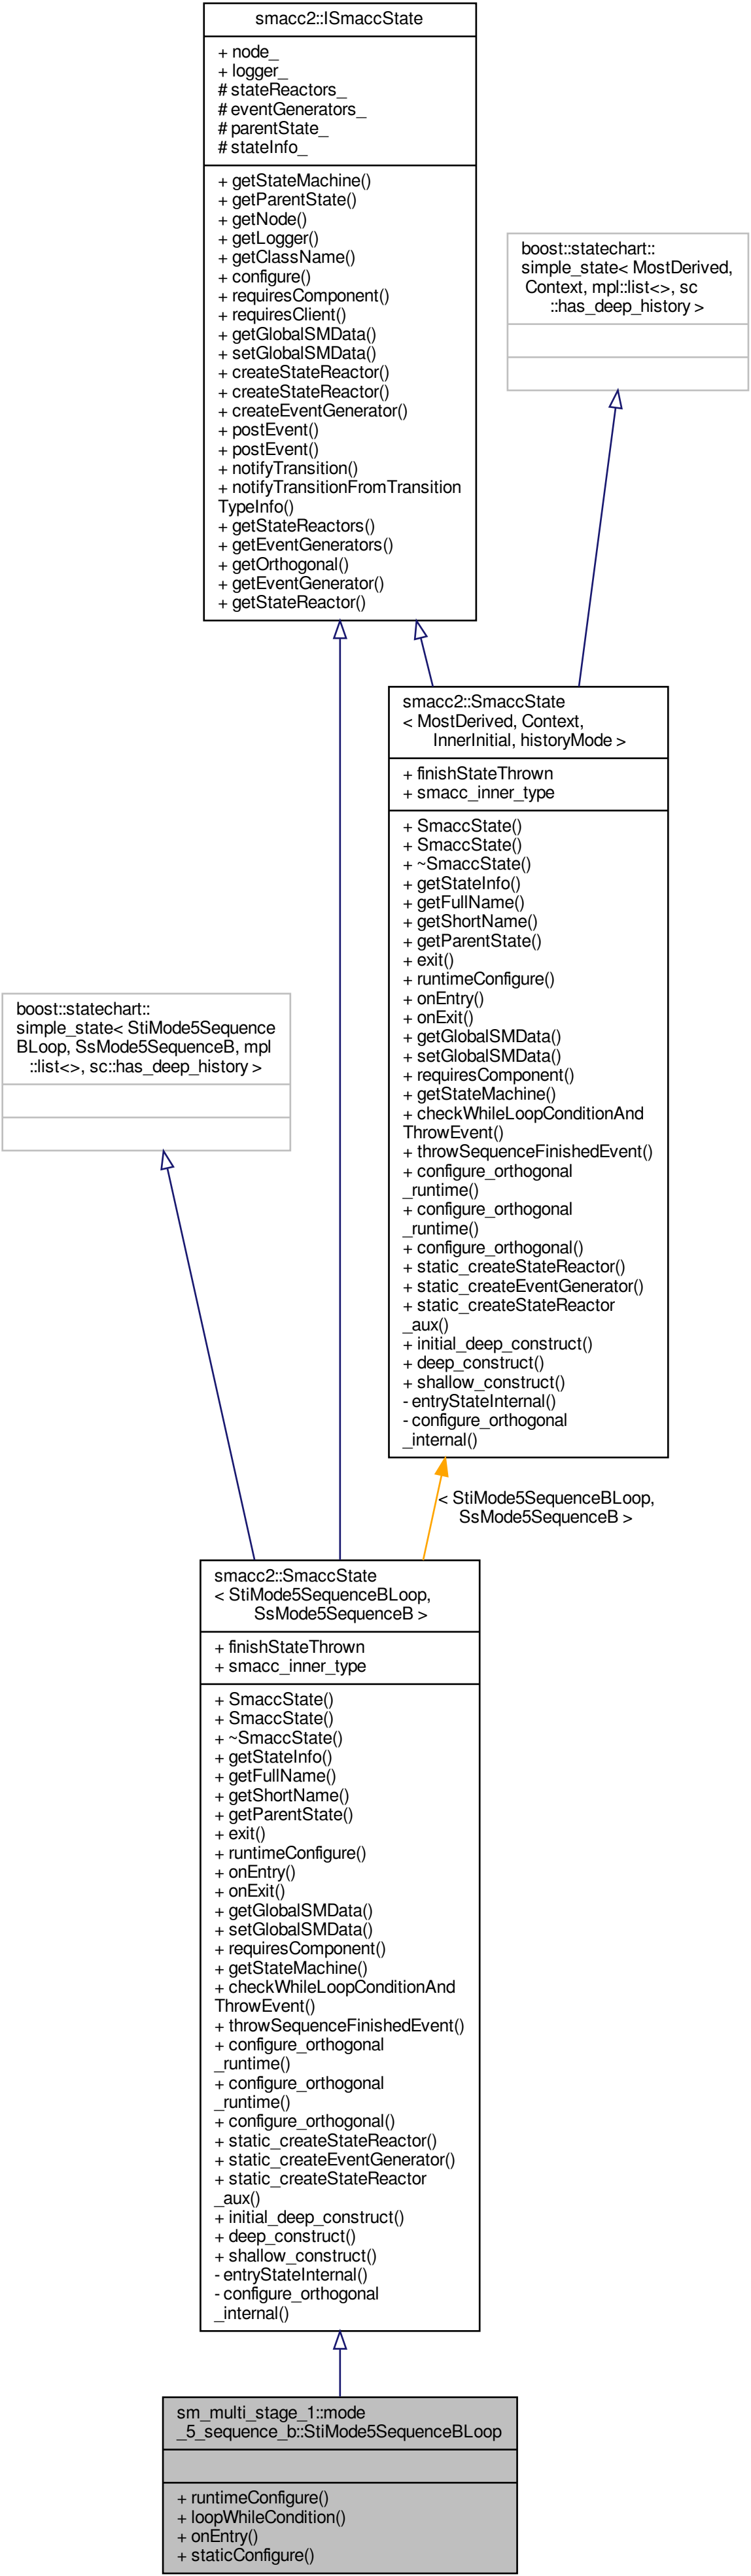 smacc2::ISmaccState
+ node_
+ logger_
# stateReactors_
# eventGenerators_
# parentState_
# stateInfo_
+ getStateMachine()
+ getParentState()
+ getNode()
+ getLogger()
+ getClassName()
+ configure()
+ requiresComponent()
+ requiresClient()
+ getGlobalSMData()
+ setGlobalSMData()
+ createStateReactor()
+ createStateReactor()
+ createEventGenerator()
+ postEvent()
+ postEvent()
+ notifyTransition()
+ notifyTransitionFromTransition
TypeInfo()
+ getStateReactors()
+ getEventGenerators()
+ getOrthogonal()
+ getEventGenerator()
+ getStateReactor()
boost::statechart::
simple_state< MostDerived,
Context, mpl::list<>, sc
::has_deep_history >
smacc2::SmaccState
< MostDerived, Context,
InnerInitial, historyMode >
+ finishStateThrown
+ smacc_inner_type
+ SmaccState()
+ SmaccState()
+ ~SmaccState()
+ getStateInfo()
+ getFullName()
+ getShortName()
+ getParentState()
+ exit()
+ runtimeConfigure()
+ onEntry()
+ onExit()
+ getGlobalSMData()
+ setGlobalSMData()
+ requiresComponent()
+ getStateMachine()
+ checkWhileLoopConditionAnd
ThrowEvent()
+ throwSequenceFinishedEvent()
+ configure_orthogonal
_runtime()
+ configure_orthogonal
_runtime()
+ configure_orthogonal()
+ static_createStateReactor()
+ static_createEventGenerator()
+ static_createStateReactor
_aux()
+ initial_deep_construct()
+ deep_construct()
+ shallow_construct()
- entryStateInternal()
- configure_orthogonal
_internal()
boost::statechart::
simple_state< StiMode5Sequence
BLoop, SsMode5SequenceB, mpl
::list<>, sc::has_deep_history >
< StiMode5SequenceBLoop,
SsMode5SequenceB >
smacc2::SmaccState
< StiMode5SequenceBLoop,
SsMode5SequenceB >
+ finishStateThrown
+ smacc_inner_type
+ SmaccState()
+ SmaccState()
+ ~SmaccState()
+ getStateInfo()
+ getFullName()
+ getShortName()
+ getParentState()
+ exit()
+ runtimeConfigure()
+ onEntry()
+ onExit()
+ getGlobalSMData()
+ setGlobalSMData()
+ requiresComponent()
+ getStateMachine()
+ checkWhileLoopConditionAnd
ThrowEvent()
+ throwSequenceFinishedEvent()
+ configure_orthogonal
_runtime()
+ configure_orthogonal
_runtime()
+ configure_orthogonal()
+ static_createStateReactor()
+ static_createEventGenerator()
+ static_createStateReactor
_aux()
+ initial_deep_construct()
+ deep_construct()
+ shallow_construct()
- entryStateInternal()
- configure_orthogonal
_internal()
sm_multi_stage_1::mode
_5_sequence_b::StiMode5SequenceBLoop
+ runtimeConfigure()
+ loopWhileCondition()
+ onEntry()
+ staticConfigure()